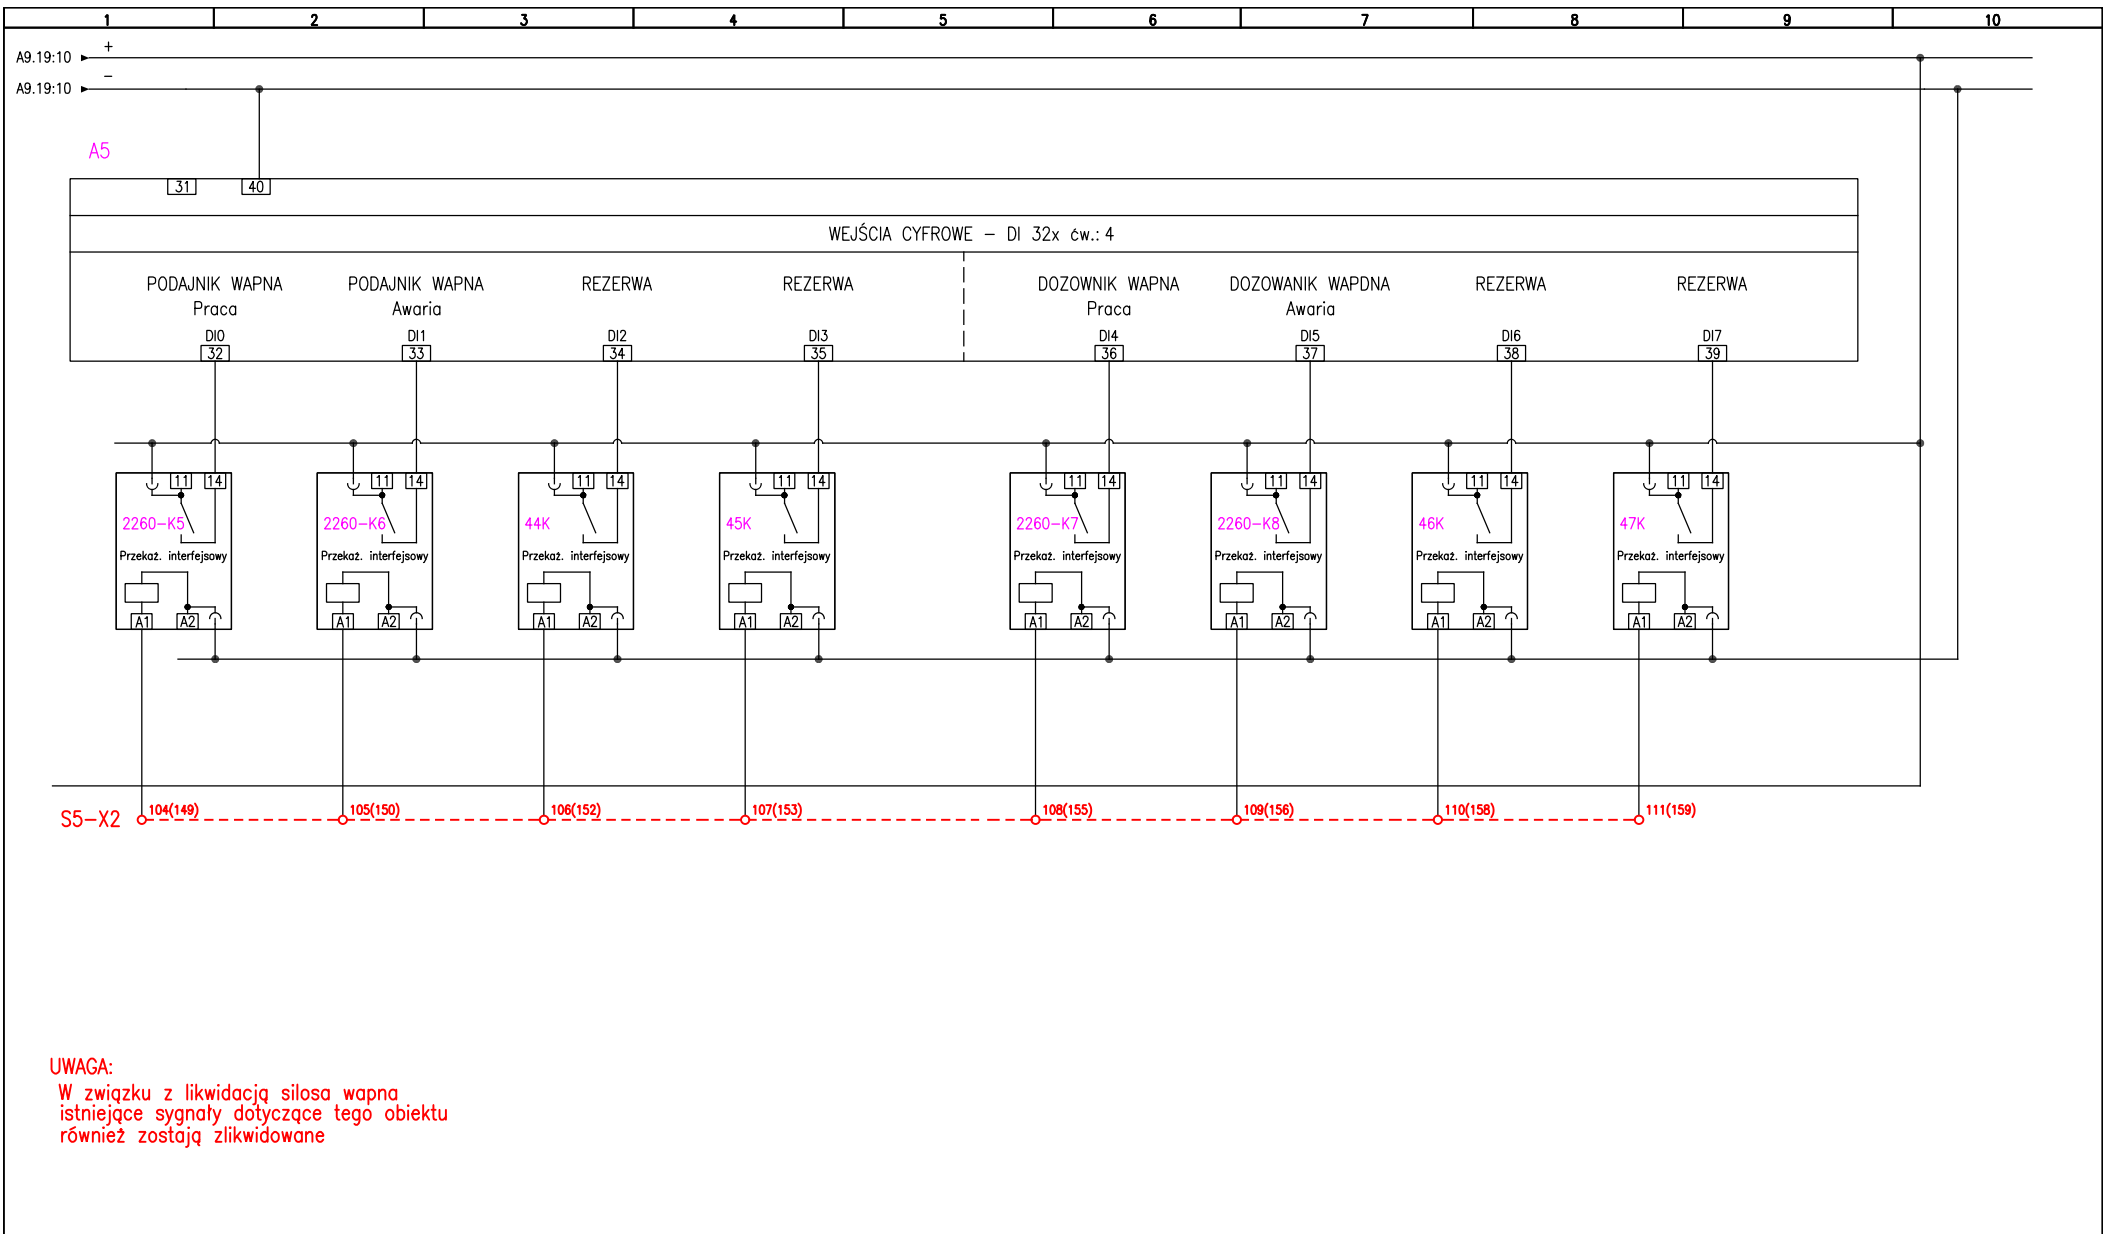 1 2 3 4 5 6 7 8 9 10
+
A9.19:10
−
A9.19:10
A5
31 40
WEJŚCIA CYFROWE − DI 32x ćw.: 4
PODAJNIK WAPNA PODAJNIK WAPNA REZERWA REZERWA DOZOWNIK WAPNA DOZOWANIK WAPDNA REZERWA REZERWA
Praca Awaria Praca Awaria
DI0 DI1 DI2 DI3 DI4 DI5 DI6 DI7
32 33 34 35 36 37 38 39
11 14 11 14 11 14 11 14 11 14 11 14 11 14 11 14
2260−K5 2260−K6 44K 45K 2260−K7 2260−K8 46K 47K
Przekaź. interfejsowy Przekaź. interfejsowy Przekaź. interfejsowy Przekaź. interfejsowy Przekaź. interfejsowy Przekaź. interfejsowy Przekaź. interfejsowy Przekaź. interfejsowy
A1 A2 A1 A2 A1 A2 A1 A2 A1 A2 A1 A2 A1 A2 A1 A2
S5−X2 104(149) 105(150) 106(152) 107(153) 108(155) 109(156) 110(158) 111(159)
UWAGA:
W związku z likwidacją silosa wapna
istniejące sygnały dotyczące tego obiektu
również zostają zlikwidowane